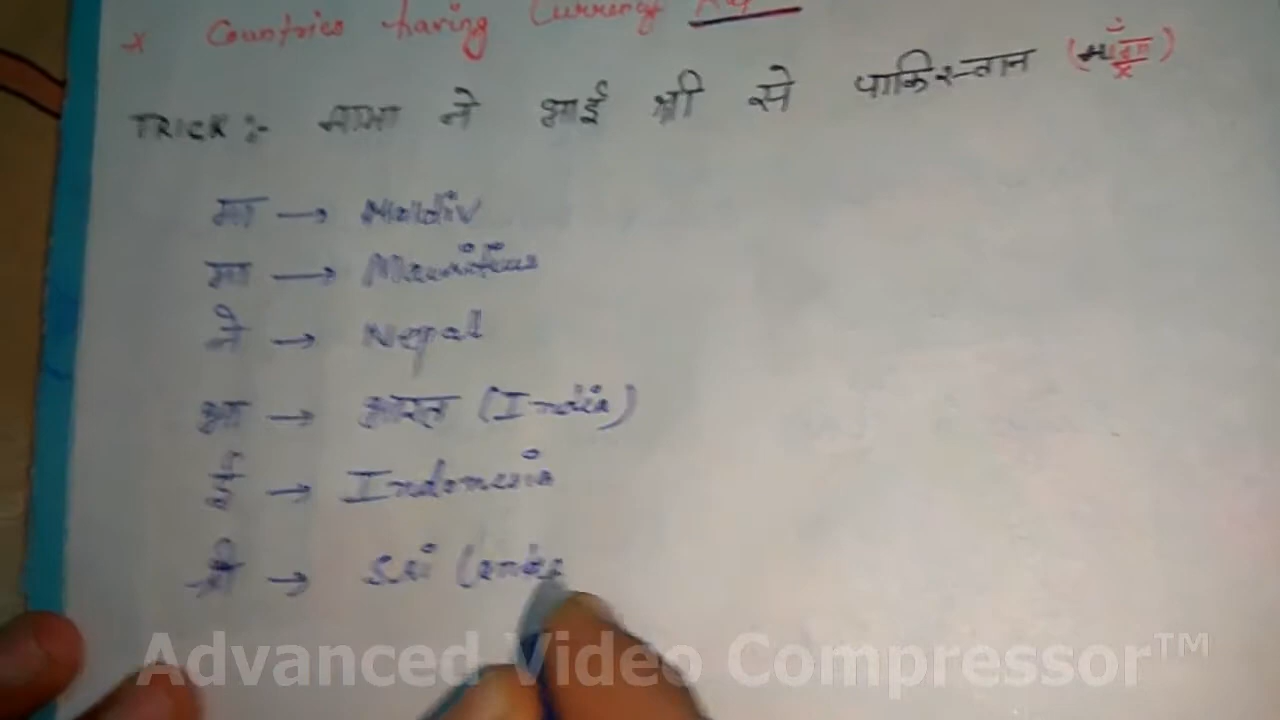 * Countries having Currency
TRICK :- मामा ने भाई श्री से पाकिस्तान
मा → Maldiv
मा → Mauritius
ने → Nepal
भा → भारत (India)
ई → Indonesia
श्री → Sri Lanka
Advanced Video Compressor™